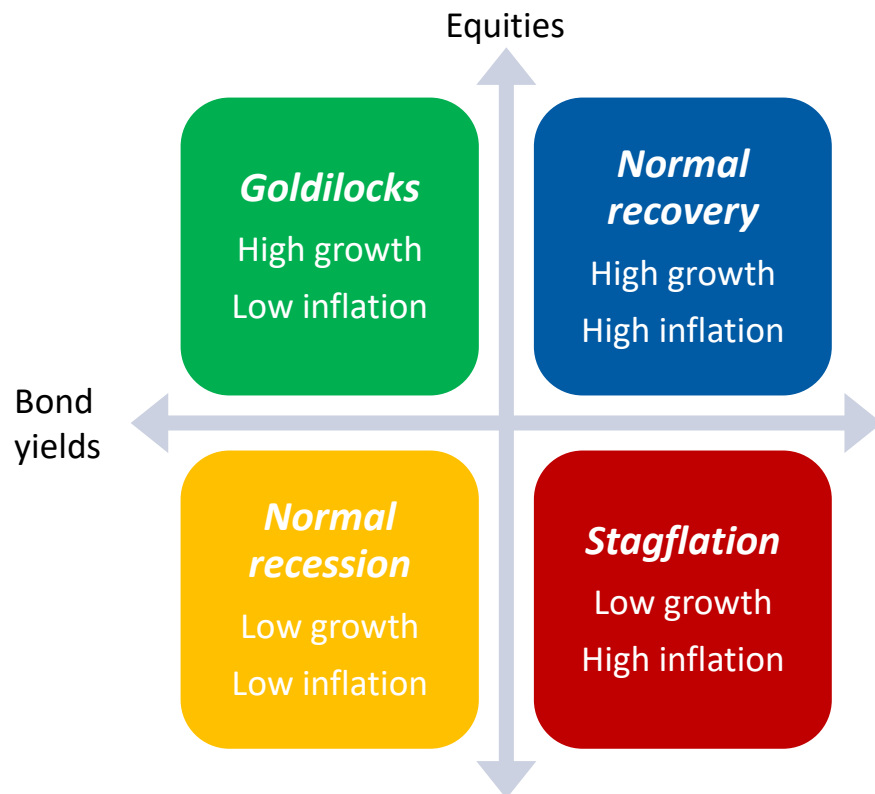 Equities
Goldilocks
High growth
Low inflation
Normal
recovery
High growth
High inflation
Bond
yields
Normal
recession
Low growth
Low inflation
Stagflation
Low growth
High inflation